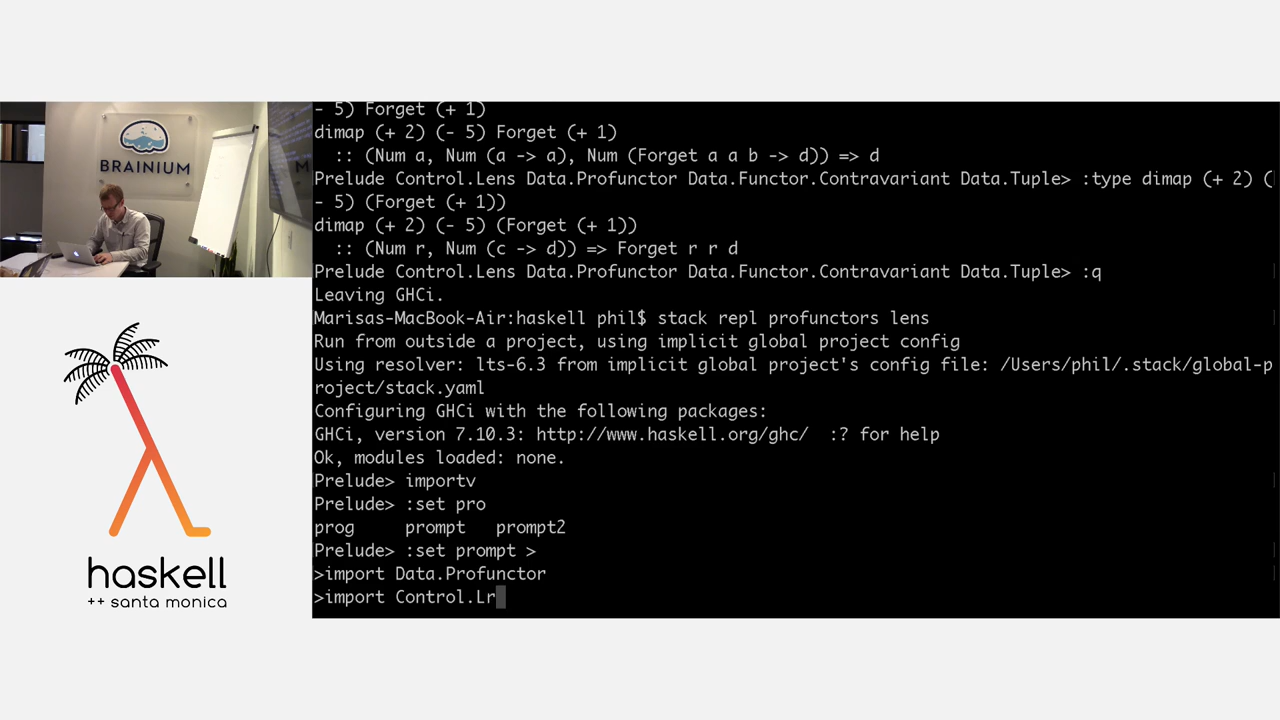 BRAINIUM
haskell
++ santa monica
- 5) Forget (+ 1)
dimap (+ 2) (- 5) Forget (+ 1)
:: (Num a, Num (a -> a), Num (Forget a a b -> d)) => d
Prelude Control.Lens Data.Profunctor Data.Functor.Contravariant Data.Tuple> :type dimap (+ 2) (
- 5) (Forget (+ 1))
dimap (+ 2) (- 5) (Forget (+ 1))
:: (Num r, Num (c -> d)) => Forget r r d
Prelude Control.Lens Data.Profunctor Data.Functor.Contravariant Data.Tuple> :q
Leaving GHCi.
Marisas-MacBook-Air:haskell phil$ stack repl profunctors lens
Run from outside a project, using implicit global project config
Using resolver: lts-6.3 from implicit global project's config file: /Users/phil/.stack/global-p
roject/stack.yaml
Configuring GHCi with the following packages:
GHCi, version 7.10.3: http://www.haskell.org/ghc/  :? for help
Ok, modules loaded: none.
Prelude> importv
Prelude> :set pro
prog prompt prompt2
Prelude> :set prompt >
>import Data.Profunctor
>import Control.Lr